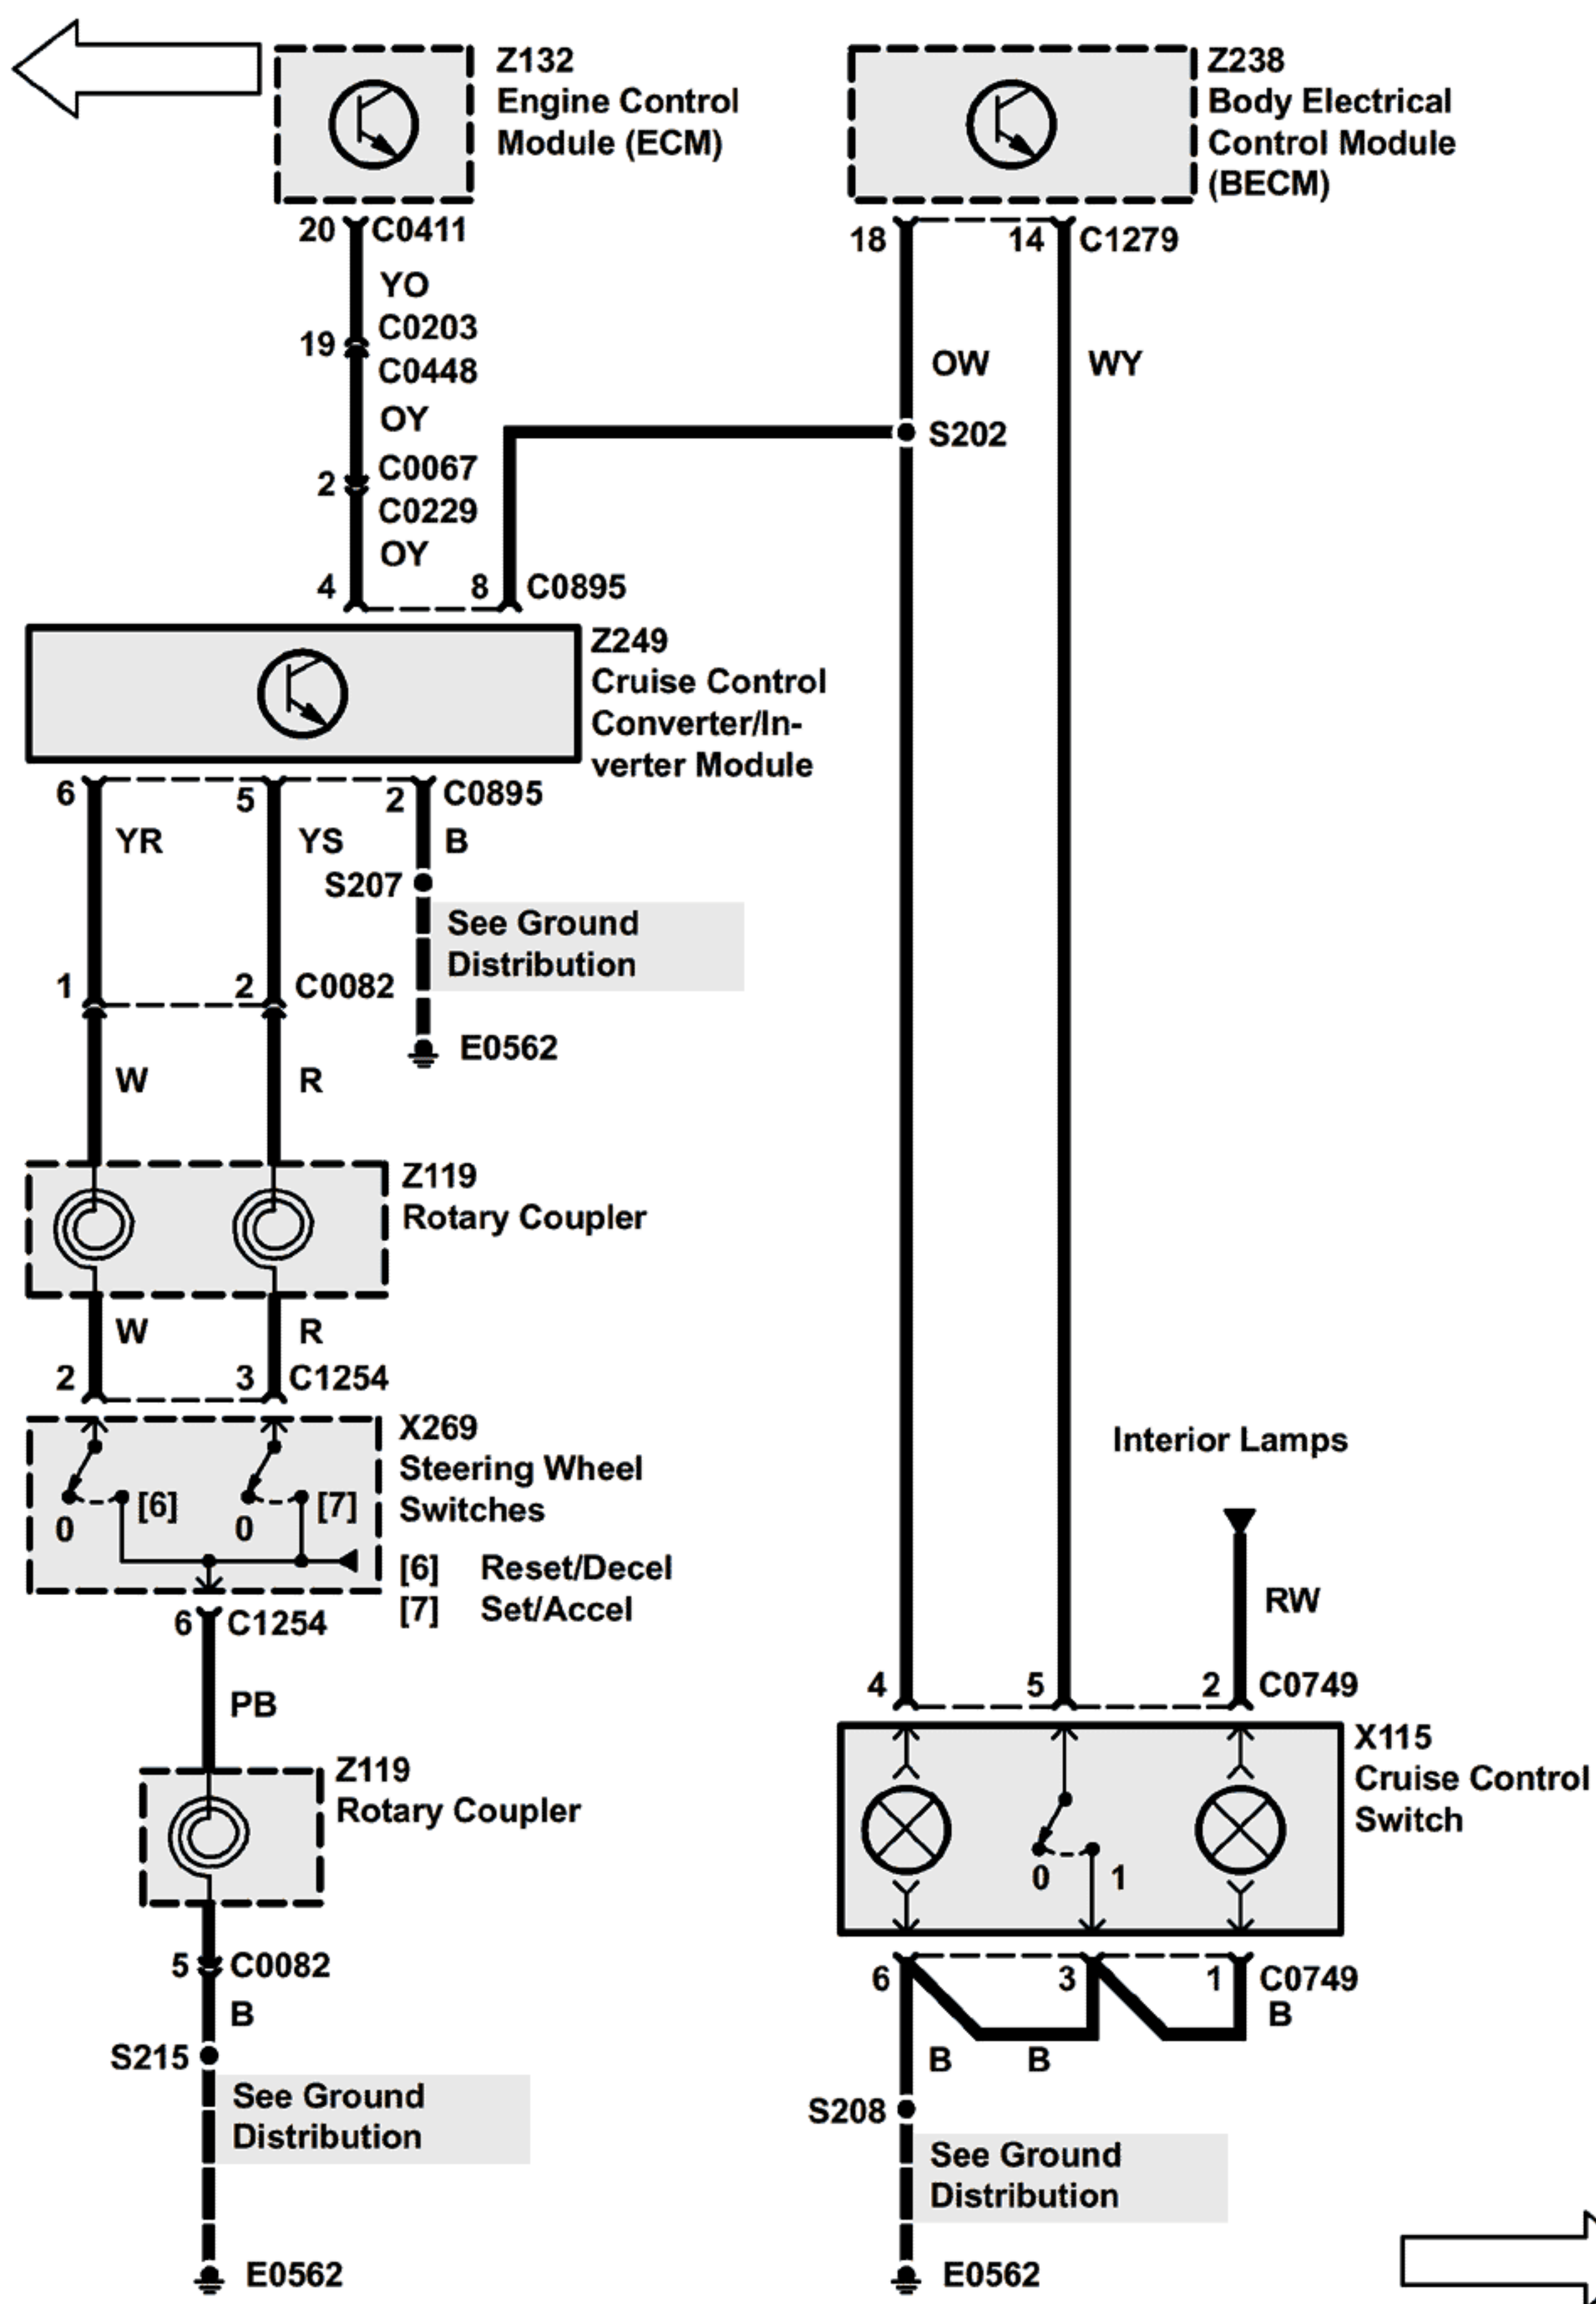 Z132
Engine Control
Module (ECM)
Z238
Body Electrical
Control Module
(BECM)
20 C0411
18 14 C1279
YO
19 C0203
C0448
OW WY
OY
S202
2 C0067
C0229
OY
4 8 C0895
Z249
Cruise Control
Converter/In-
verter Module
6 5 2 C0895
YR YS B
S207
See Ground
Distribution
1 2 C0082
E0562
W R
Z119
Rotary Coupler
W R
2 3 C1254
X269
Steering Wheel
Switches
[6] [7]
0 0
[6] Reset/Decel
[7] Set/Accel
Interior Lamps
6 C1254
RW
PB
4 5 2 C0749
X115
Cruise Control
Switch
Z119
Rotary Coupler
0 1
5 C0082
6 3 1 C0749
B B
B B
S215
S208
See Ground
Distribution
See Ground
Distribution
E0562 E0562